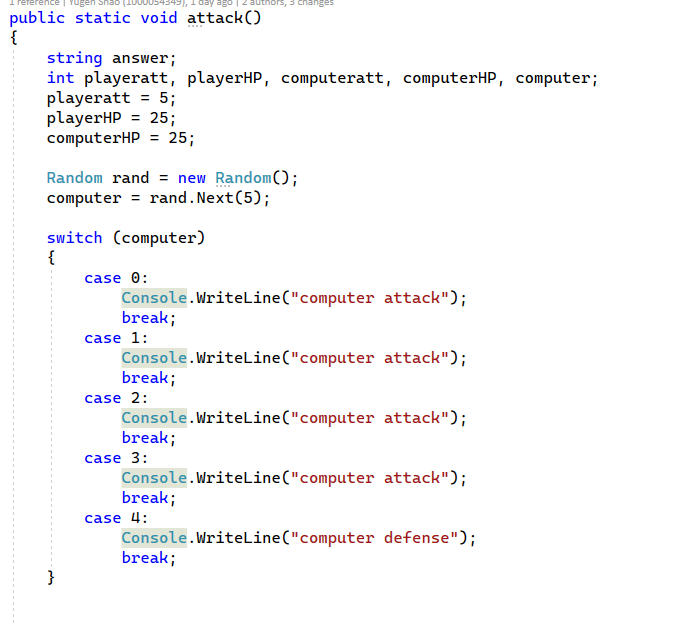 1 reference | Yugen Shao (1000054349), 1 day ago | 2 authors, 3 changes
public static void attack()
{
    string answer;
    int playeratt, playerHP, computeratt, computerHP, computer;
    playeratt = 5;
    playerHP = 25;
    computerHP = 25;

    Random rand = new Random();
    computer = rand.Next(5);

    switch (computer)
    {
        case 0:
            Console.WriteLine("computer attack");
            break;
        case 1:
            Console.WriteLine("computer attack");
            break;
        case 2:
            Console.WriteLine("computer attack");
            break;
        case 3:
            Console.WriteLine("computer attack");
            break;
        case 4:
            Console.WriteLine("computer defense");
            break;
    }